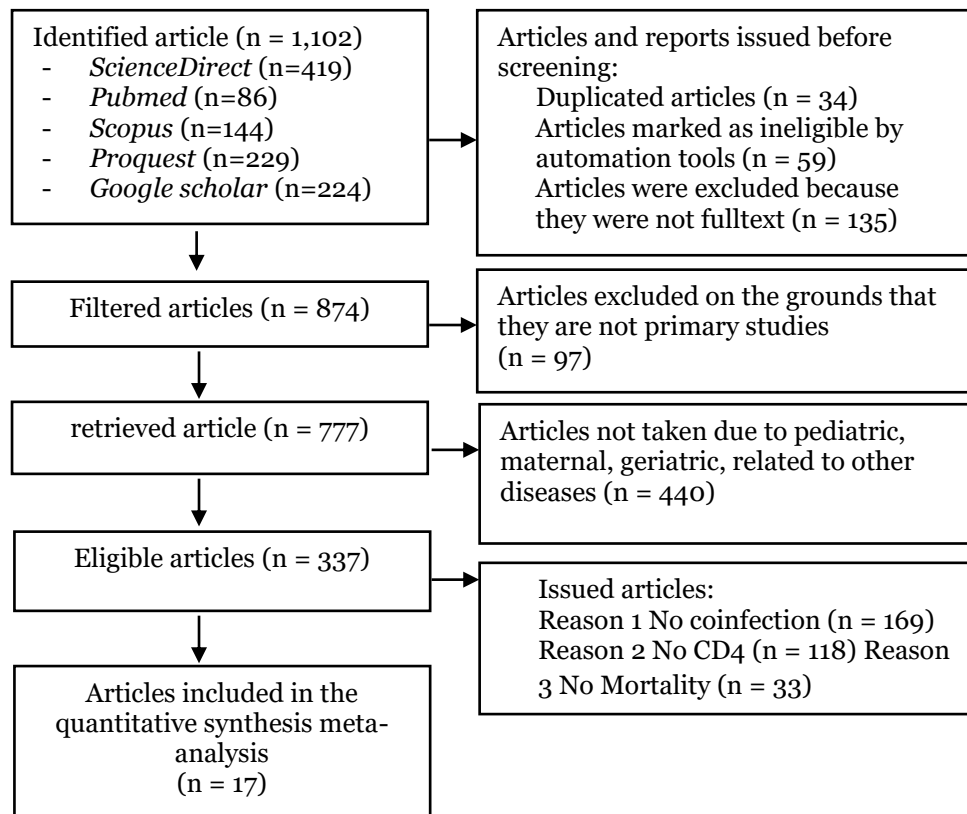 Identified article (n = 1,102)
- ScienceDirect (n=419)
- Pubmed (n=86)
- Scopus (n=144)
- Proquest (n=229)
- Google scholar (n=224)
Articles and reports issued before
screening:
Duplicated articles (n = 34)
Articles marked as ineligible by
automation tools (n = 59)
Articles were excluded because
they were not fulltext (n = 135)
Filtered articles (n = 874)
Articles excluded on the grounds that
they are not primary studies
(n = 97)
retrieved article (n = 777)
Articles not taken due to pediatric,
maternal, geriatric, related to other
diseases (n = 440)
Eligible articles (n = 337)
Issued articles:
Reason 1 No coinfection (n = 169)
Reason 2 No CD4 (n = 118) Reason
3 No Mortality (n = 33)
Articles included in the
quantitative synthesis meta-
analysis
(n = 17)